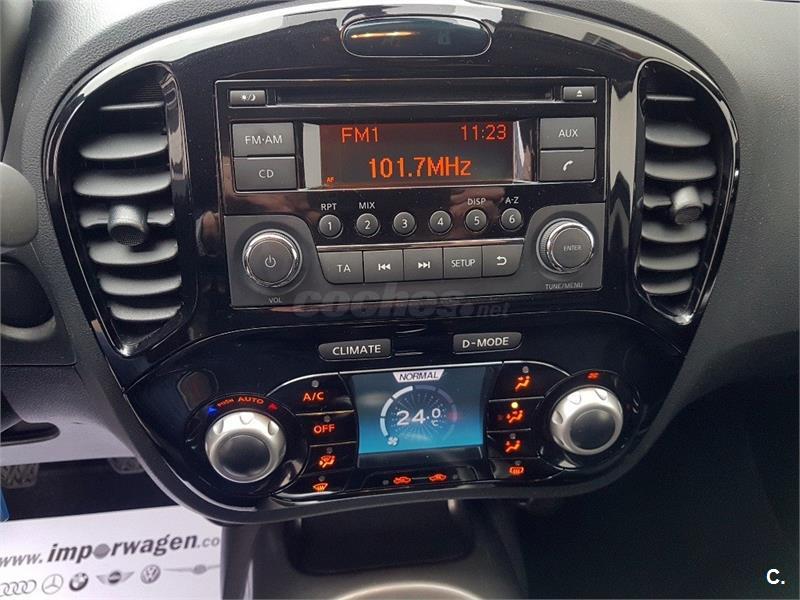 FM1 11:23
101.7MHz
AF
FM·AM
CD
AUX
RPT MIX DISP A-Z
1 2 3 4 5 6
TA SETUP
ENTER
VOL
TUNE/MENU
coches.net
CLIMATE D-MODE
NORMAL
PUSH AUTO
A/C
OFF
24.0
°C
www.imporwagen.co
C.